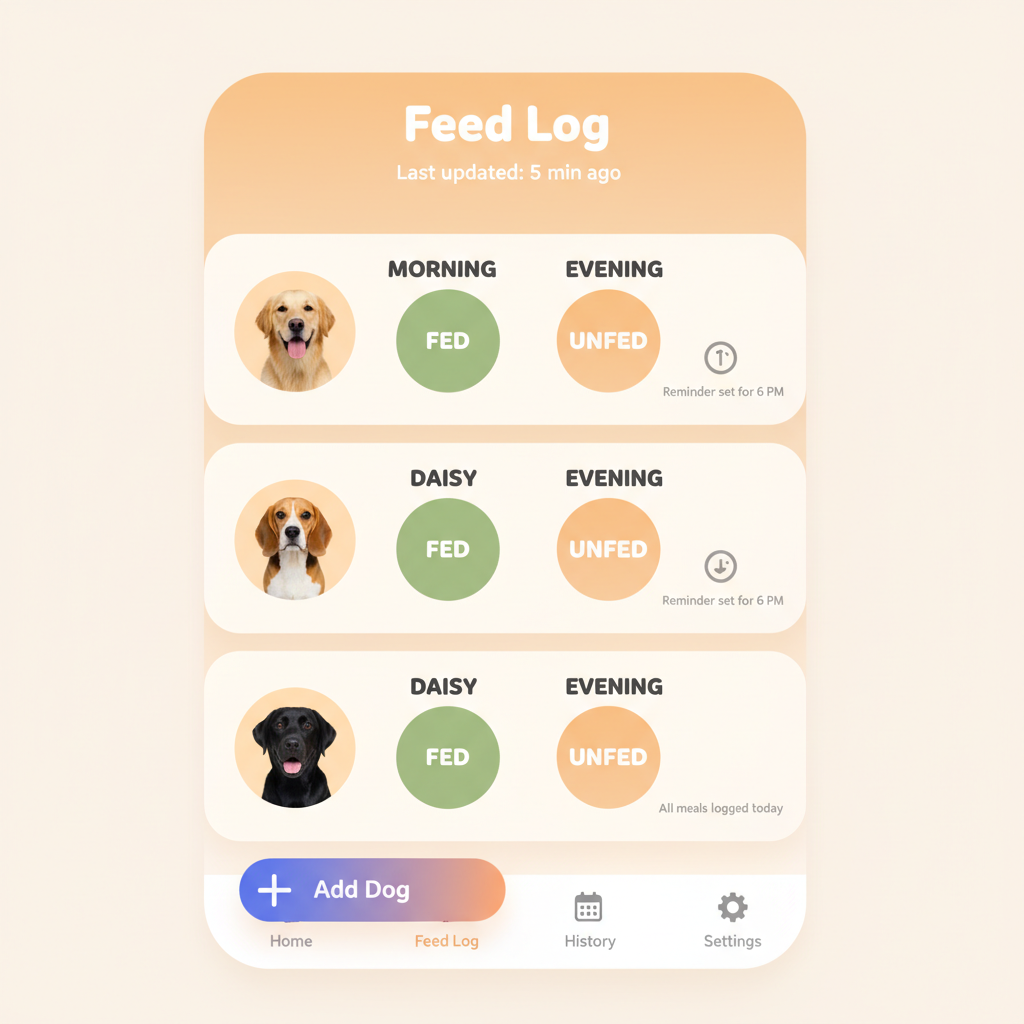 Feed Log
Last updated: 5 min ago
MORNING EVENING
FED UNFED
Reminder set for 6 PM
DAISY EVENING
FED UNFED
Reminder set for 6 PM
DAISY EVENING
FED UNFED
All meals logged today
Add Dog
Home Feed Log History Settings